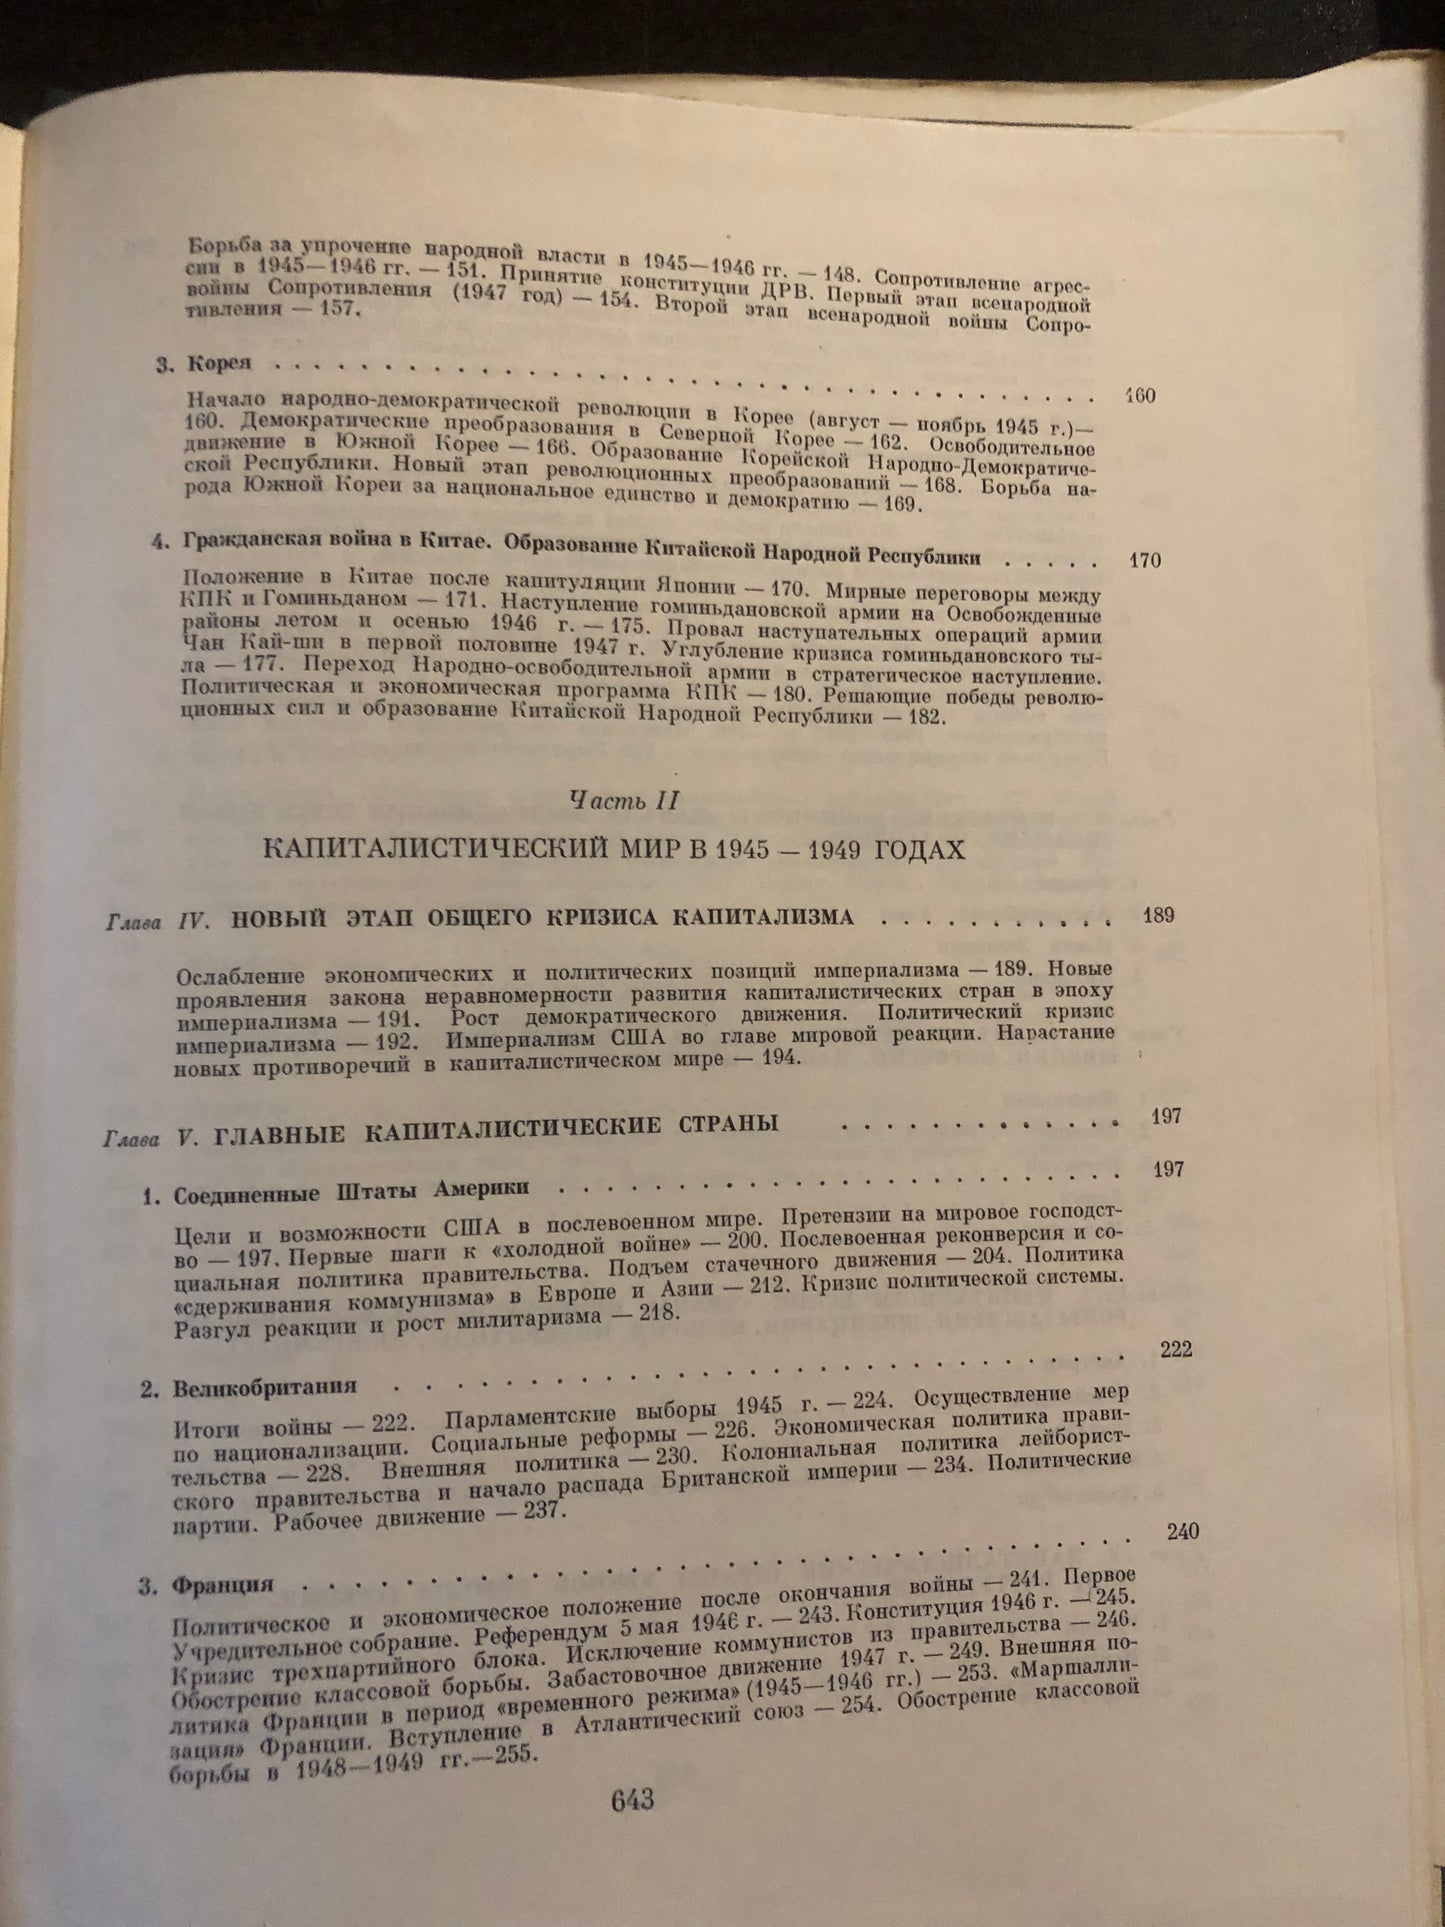 Борьба за упрочение народной власти в 1945—1946 гг. — 148. Сопротивление агрес-
сии в 1945—1946 гг. — 151. Принятие конституции ДРВ. Первый этап всенародной
войны Сопротивления (1947 год) — 154. Второй этап всенародной войны Сопро-
тивления — 157.
3. Корея . . . . . . . . . . . . . . . . . . . . . . . . . . . . . . 160
Начало народно-демократической революции в Корее (август — ноябрь 1945 г.)—
160. Демократические преобразования в Северной Корее — 162. Освободительное
движение в Южной Корее — 166. Образование Корейской Народно-Демократиче-
ской Республики. Новый этап революционных преобразований — 168. Борьба на-
рода Южной Кореи за национальное единство и демократию — 169.
4. Гражданская война в Китае. Образование Китайской Народной Республики . . . . . 170
Положение в Китае после капитуляции Японии — 170. Мирные переговоры между
КПК и Гоминьданом — 171. Наступление гоминьдановской армии на Освобожденные
районы летом и осенью 1946 г. — 175. Провал наступательных операций армии
Чан Кай-ши в первой половине 1947 г. Углубление кризиса гоминьдановского ты-
ла — 177. Переход Народно-освободительной армии в стратегическое наступление.
Политическая и экономическая программа КПК — 180. Решающие победы револю-
ционных сил и образование Китайской Народной Республики — 182.
Часть II
КАПИТАЛИСТИЧЕСКИЙ МИР В 1945 — 1949 ГОДАХ
Глава IV. НОВЫЙ ЭТАП ОБЩЕГО КРИЗИСА КАПИТАЛИЗМА . . . . . . . . . . . 189
Ослабление экономических и политических позиций империализма — 189. Новые
проявления закона неравномерности развития капиталистических стран в эпоху
империализма — 191. Рост демократического движения. Политический кризис
империализма — 192. Империализм США во главе мировой реакции. Нарастание
новых противоречий в капиталистическом мире — 194.
Глава V. ГЛАВНЫЕ КАПИТАЛИСТИЧЕСКИЕ СТРАНЫ . . . . . . . . . . . . . 197
1. Соединенные Штаты Америки . . . . . . . . . . . . . . . . . . . . 197
Цели и возможности США в послевоенном мире. Претензии на мировое господст-
во — 197. Первые шаги к «холодной войне» — 200. Послевоенная реконверсия и со-
циальная политика правительства. Подъем стачечного движения — 204. Политика
«сдерживания коммунизма» в Европе и Азии — 212. Кризис политической системы.
Разгул реакции и рост милитаризма — 218.
2. Великобритания . . . . . . . . . . . . . . . . . . . . . . . . . 222
Итоги войны — 222. Парламентские выборы 1945 г. — 224. Осуществление мер
по национализации. Социальные реформы — 226. Экономическая политика прави-
тельства — 228. Внешняя политика — 230. Колониальная политика лейборист-
ского правительства и начало распада Британской империи — 234. Политические
партии. Рабочее движение — 237.
3. Франция . . . . . . . . . . . . . . . . . . . . . . . . . . . . 240
Политическое и экономическое положение после окончания войны — 241. Первое
Учредительное собрание. Референдум 5 мая 1946 г. — 243. Конституция 1946 г. — 245.
Кризис трехпартийного блока. Исключение коммунистов из правительства — 246.
Обострение классовой борьбы. Забастовочное движение 1947 г. — 249. Внешняя по-
литика Франции в период «временного режима» (1945—1946 гг.) — 253. «Маршалли-
зация» Франции. Вступление в Атлантический союз — 254. Обострение классовой
борьбы в 1948—1949 гг.—255.
643